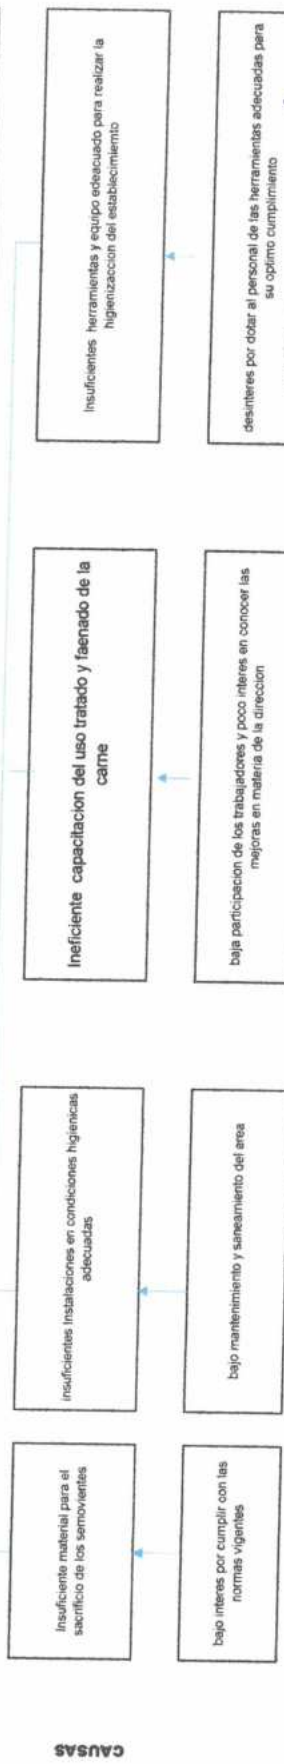 CAUSAS
Insuficiente material para el
sacrificio de los semovientes
insuficientes Instalaciones en condiciones higienicas
adecuadas
Ineficiente capacitacion del uso tratado y faenado de la
carne
Insuficientes herramientas y equipo edeacuado para realizar la
higienizaccion del establecimiemto
bajo interes por cumplir con las
normas vigentes
bajo mantenimiento y saneamiento del area
baja participacion de los trabajadores y poco interes en conocer las
mejoras en materia de la direccion
desinteres por dotar al personal de las herramientas adecuadas para
su optimo cumplimiento